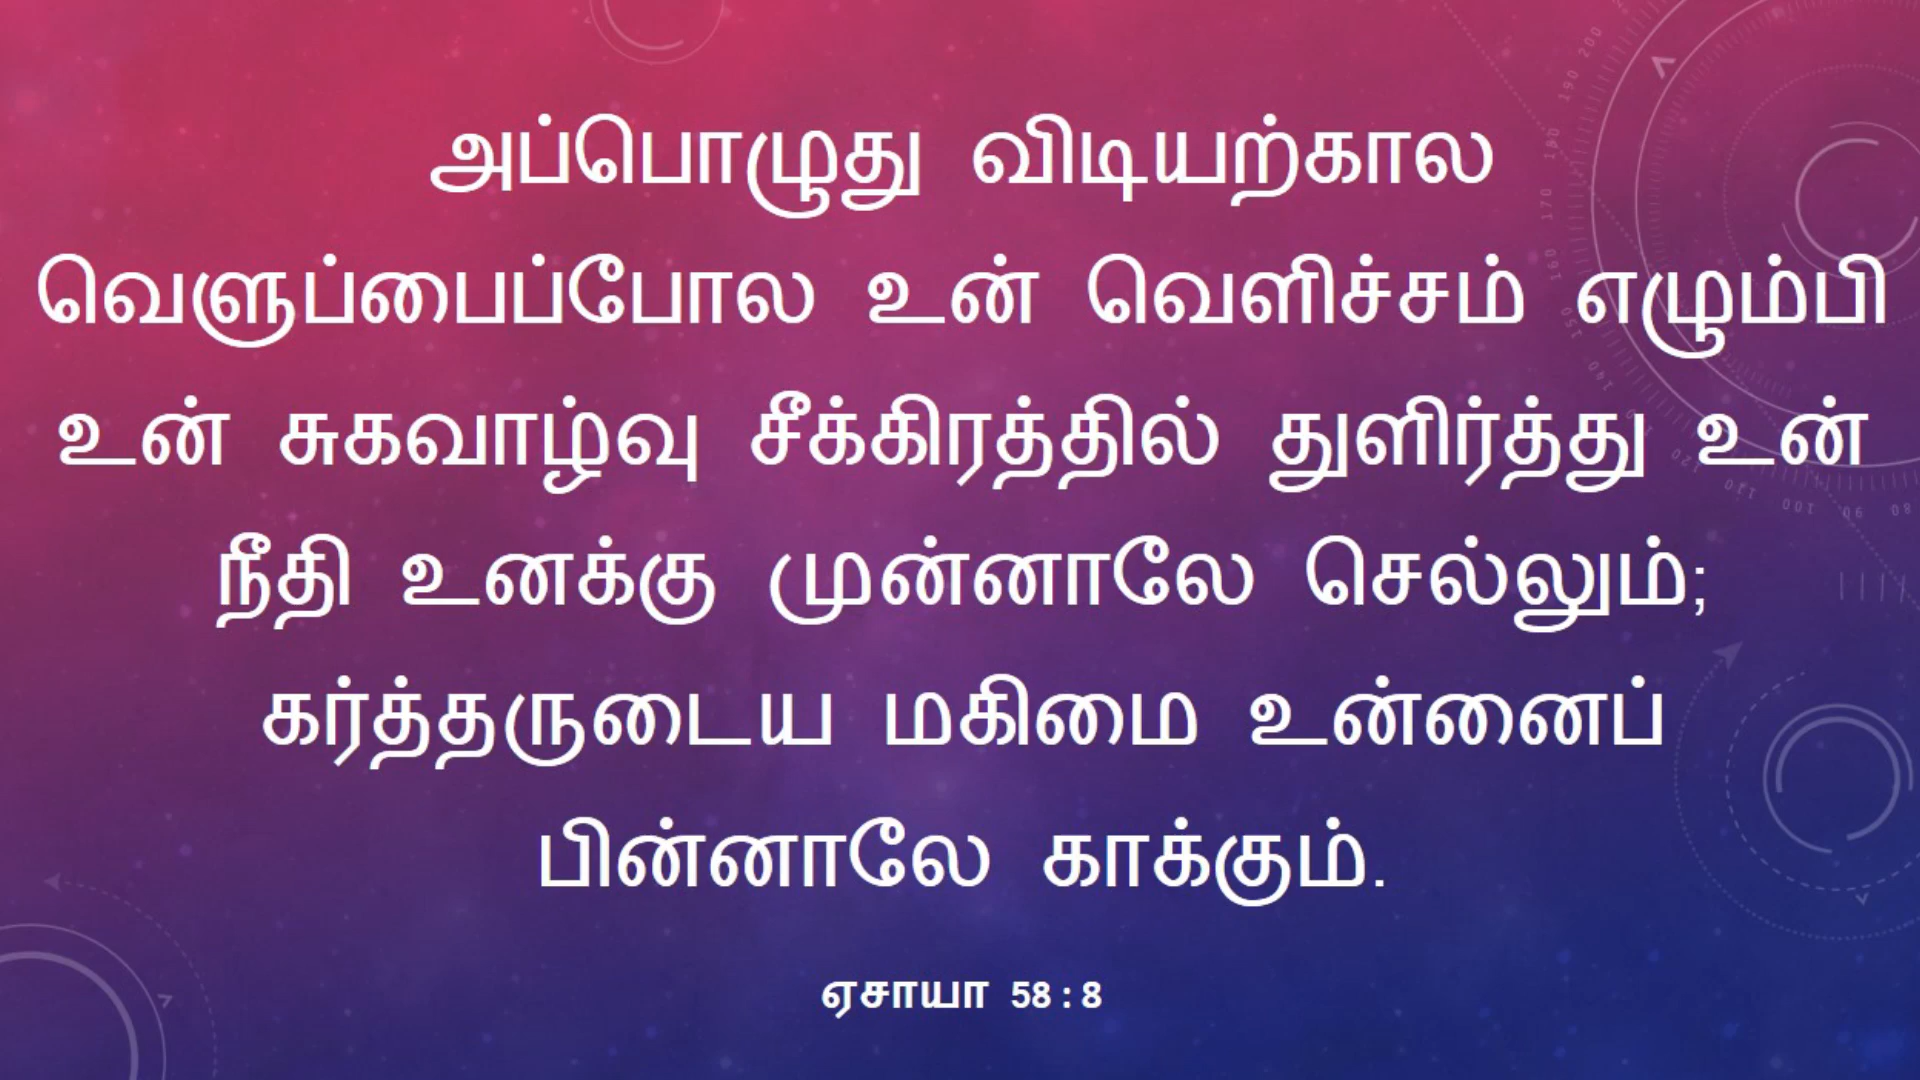 அப்பொழுது விடியற்கால
வெளுப்பைப்போல உன் வெளிச்சம் எழும்பி
உன் சுகவாழ்வு சீக்கிரத்தில் துளிர்த்து உன்
நீதி உனக்கு முன்னாலே செல்லும்;
கர்த்தருடைய மகிமை உன்னைப்
பின்னாலே காக்கும்.
ஏசாயா 58 : 8